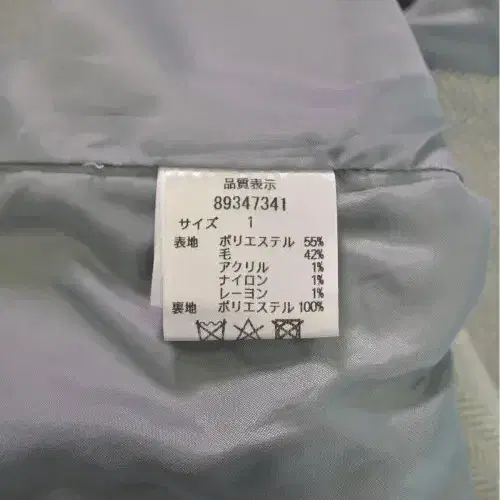 品質表示
89347341
サイズ 1
表地 ポリエステル 55%
毛 42%
アクリル 1%
ナイロン 1%
レーヨン 1%
裏地 ポリエステル 100%